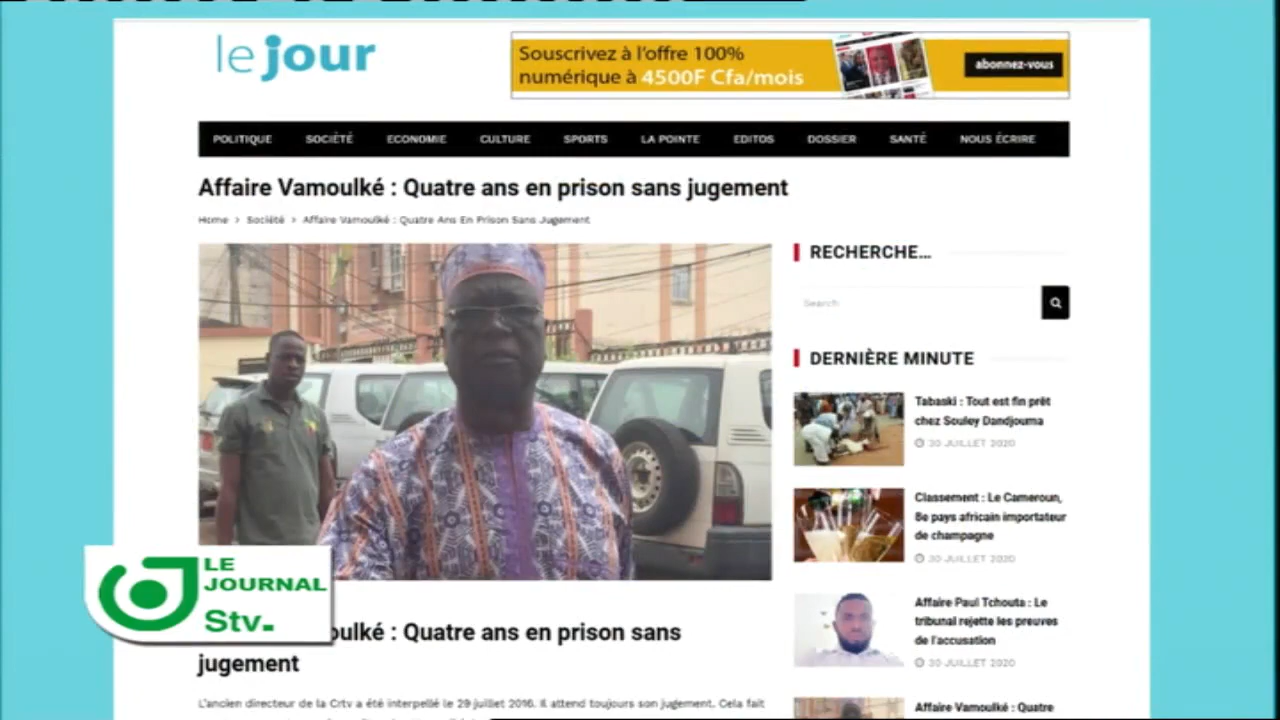 le jour
Souscrivez à l'offre 100%
numérique à 4500F Cfa/mois
abonnez-vous
POLITIQUE SOCIÉTÉ ECONOMIE CULTURE SPORTS LA POINTE EDITOS DOSSIER SANTÉ NOUS ÉCRIRE
Affaire Vamoulké : Quatre ans en prison sans jugement
Home > Société > Affaire Vamoulké : Quatre Ans En Prison Sans Jugement
RECHERCHE...
Search
DERNIÈRE MINUTE
Tabaski : Tout est fin prêt
chez Souley Dandjouma
30 JUILLET 2020
Classement : Le Cameroun,
8e pays africain importateur
de champagne
30 JUILLET 2020
Affaire Paul Tchouta : Le
tribunal rejette les preuves
de l'accusation
30 JUILLET 2020
Affaire Vamoulké : Quatre
LE
JOURNAL
Stv
oulké : Quatre ans en prison sans
jugement
L'ancien directeur de la Crtv a été interpellé le 29 juillet 2016. Il attend toujours son jugement. Cela fait